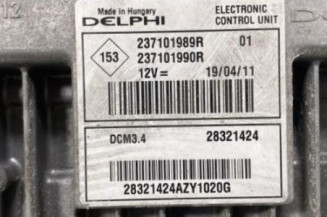 12
Made in Hungary
DELPHI
ELECTRONIC
CONTROL UNIT
153
237101989R 01
237101990R
12V= 19/04/11
DCM3.4 28321424
28321424AZY1020G